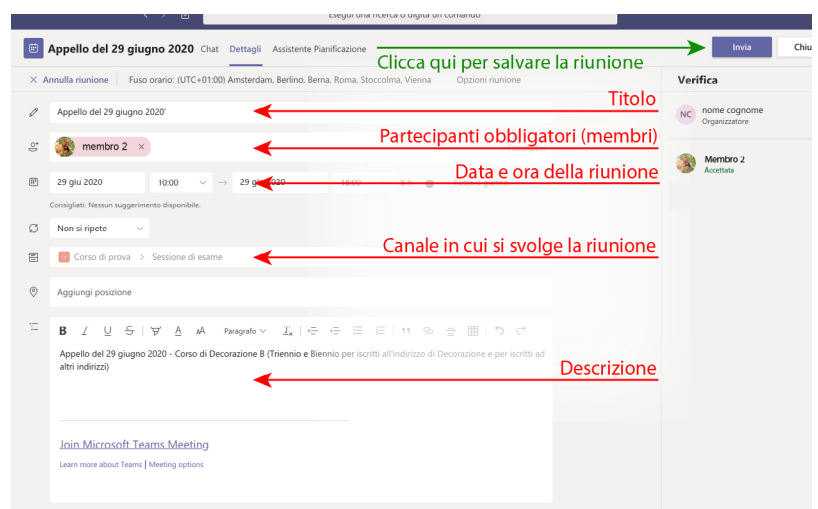 Esegui una ricerca o digita un comando
Appello del 29 giugno 2020 Chat Dettagli Assistente Pianificazione
Invia
Chiu
Clicca qui per salvare la riunione
Annulla riunione Fuso orario: (UTC+01:00) Amsterdam, Berlino, Berna, Roma, Stoccolma, Vienna Opzioni riunione
Verifica
Titolo
Appello del 29 giugno 2020'
NC nome cognome
Organizzatore
Partecipanti obbligatori (membri)
membro 2 ×
Membro 2
Accettata
Data e ora della riunione
29 giu 2020 10:00 → 29 giugno 2020 18:00
Consigliati: Nessun suggerimento disponibile.
Non si ripete
Canale in cui si svolge la riunione
Corso di prova > Sessione di esame
Aggiungi posizione
B I U S A AA Paragrafo
Appello del 29 giugno 2020 - Corso di Decorazione B (Triennio e Biennio per iscritti all'indirizzo di Decorazione e per iscritti ad
altri indirizzi)
Descrizione
Join Microsoft Teams Meeting
Learn more about Teams | Meeting options